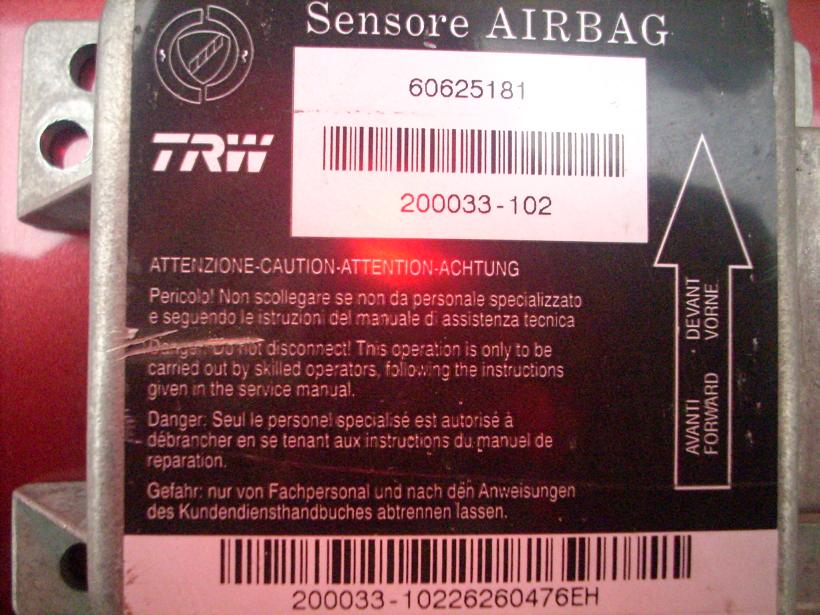 Sensore AIRBAG
60625181
TRW
200033-102
ATTENZIONE-CAUTION-ATTENTION-ACHTUNG
Pericolo! Non scollegare se non da personale specializzato
e seguendo le istruzioni del manuale di assistenza tecnica
Danger: Do not disconnect! This operation is only to be
carried out by skilled operators, following the instructions
given in the service manual.
Danger: Seul le personel specialisé est autorisé à
débrancher en se tenant aux instructions du manuel de
reparation.
Gefahr: nur von Fachpersonal und nach den Anweisungen
des Kundendiensthandbuches abtrennen lassen.
AVANTI · DEVANT
FORWARD VORNE
200033-10226260476EH